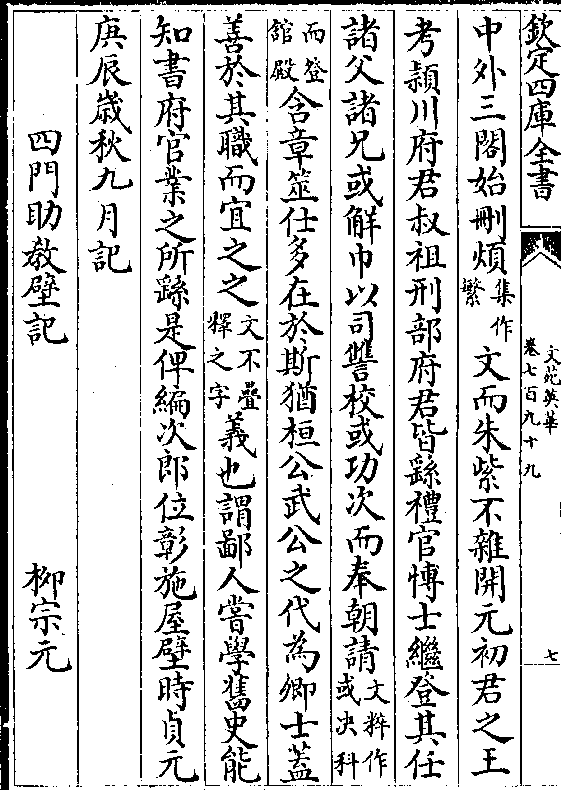 欽定四庫全書
文苑英華
卷七百九十九
七
中外三閣始刪煩集作繁文而朱紫不雜開元初君之王
考潁川府君叔祖刑部府君皆繇禮官博士繼登其任
諸父諸兄或解巾以司讐校或功次而奉朝請文粹作或决科
而登館殿含章筮仕多在於斯猶桓公武公之代為卿士蓋
善於其職而宜之之文不疊釋之字義也謂鄙人嘗學舊史能
知書府官業之所繇是俾編次郎位彰施屋壁時貞元
庚辰歲秋九月記
四門助教壁記
柳宗元